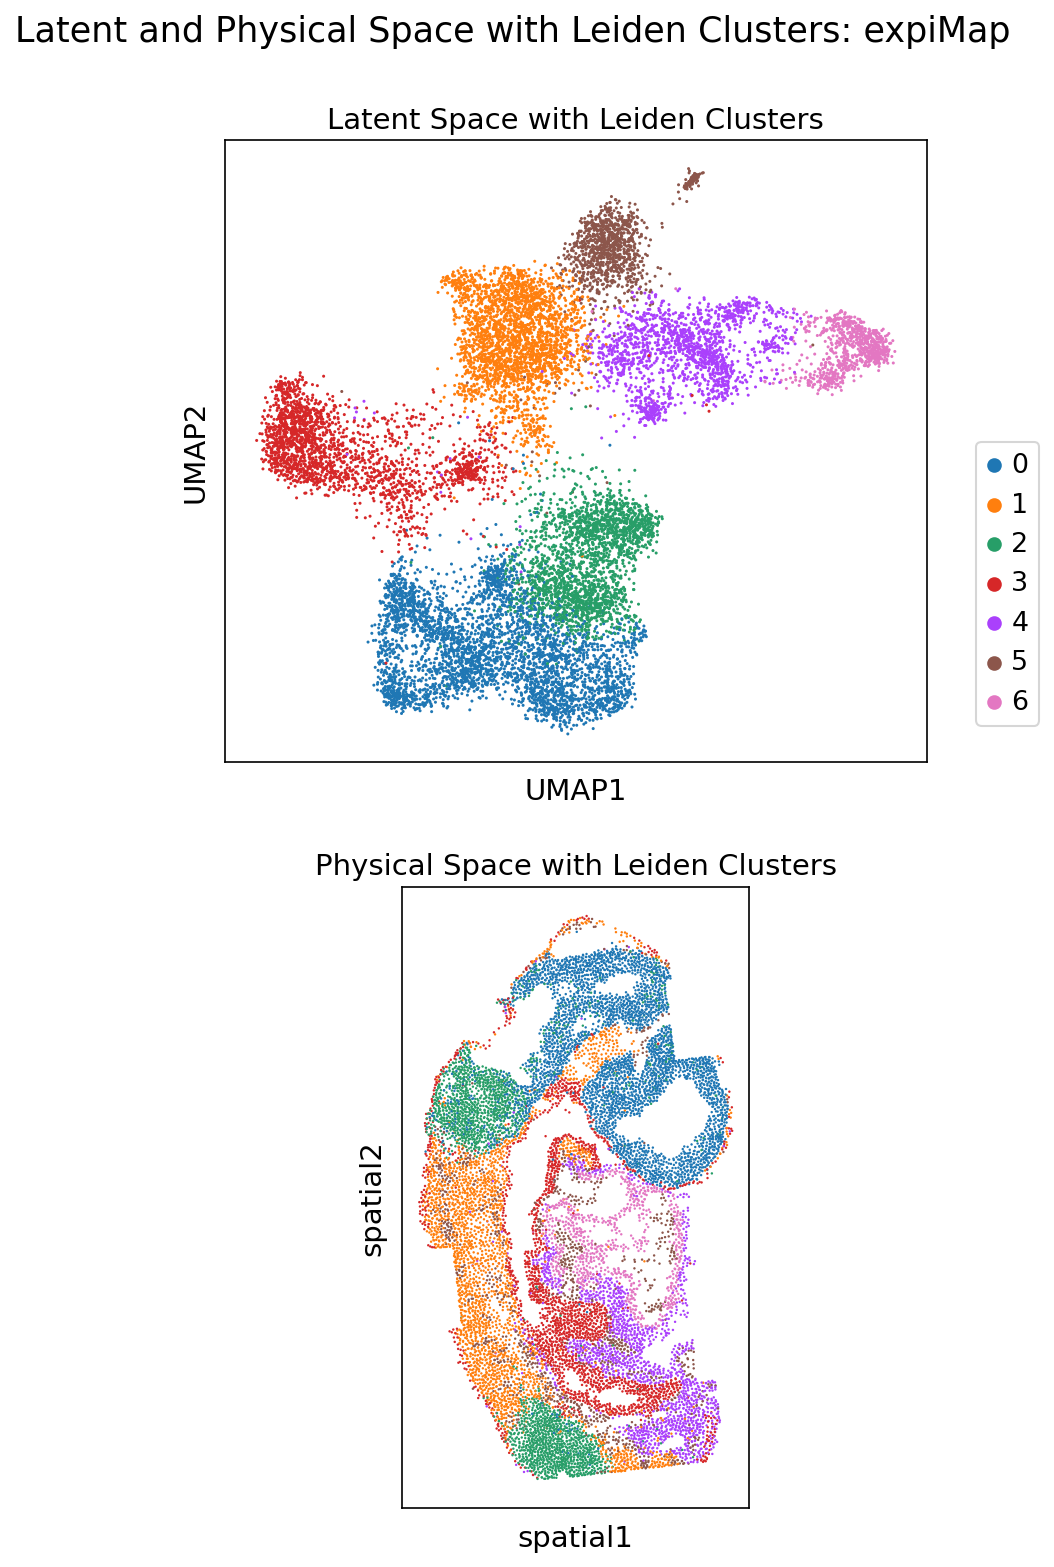 Latent and Physical Space with Leiden Clusters: expiMap
Latent Space with Leiden Clusters
UMAP2
UMAP1
0
1
2
3
4
5
6
Physical Space with Leiden Clusters
spatial2
spatial1